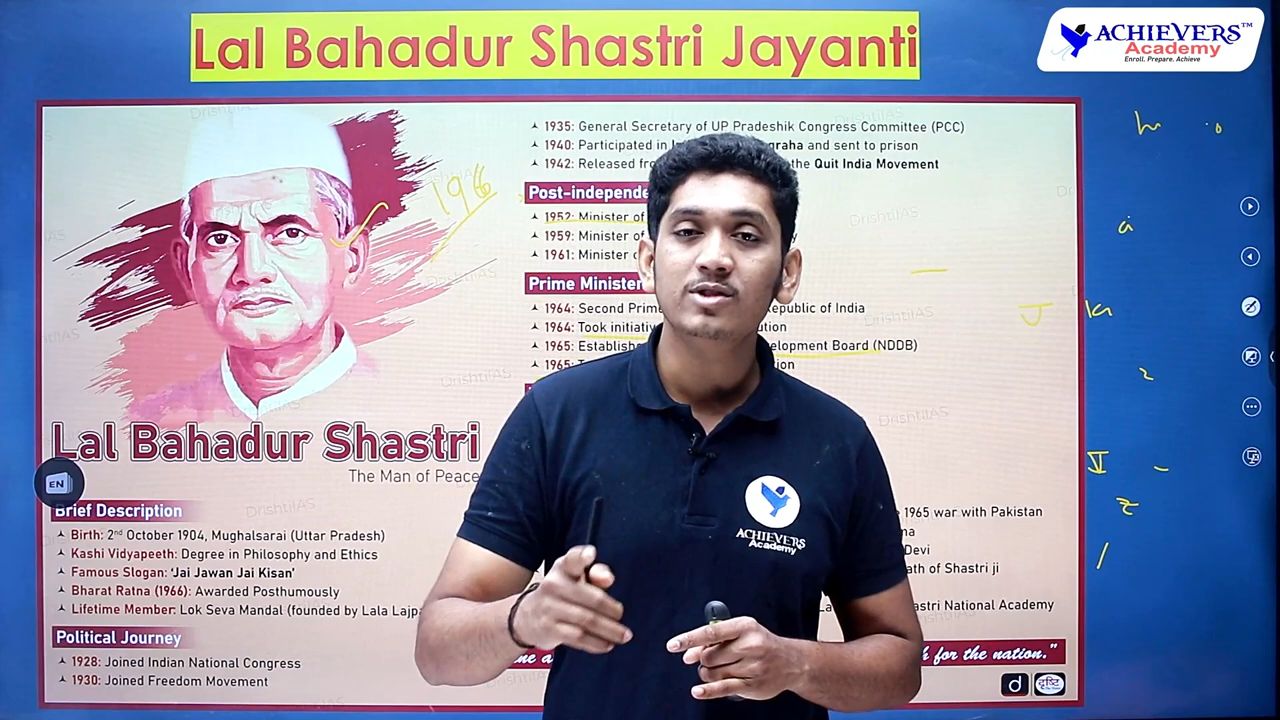 Lal Bahadur Shastri Jayanti
ACHIEVERS™
Academy
Enroll. Prepare. Achieve
1935: General Secretary of UP Pradeshik Congress Committee (PCC)
1940: Participated in graha and sent to prison
1942: Released the Quit India Movement
196
Post-independe
1952: Minister of
1959: Minister of
1961: Minister
Prime Minister
1964: Second Prim Republic of India
1964: Took initiativ ution
1965: Establishe elopment Board (NDDB)
1965: ion
Lal Bahadur Shastri
The Man of Peace
EN
Brief Description
Birth: 2nd October 1904, Mughalsarai (Uttar Pradesh)
Kashi Vidyapeeth: Degree in Philosophy and Ethics
Famous Slogan: 'Jai Jawan Jai Kisan'
Bharat Ratna (1966): Awarded Posthumously
Lifetime Member: Lok Seva Mandal (founded by Lala Lajp
Political Journey
1928: Joined Indian National Congress
1930: Joined Freedom Movement
1965 war with Pakistan
Devi
ath of Shastri ji
astri National Academy
h for the nation."
ACHIEVERS
Academy
d
दृष्टि
DrishtiIAS